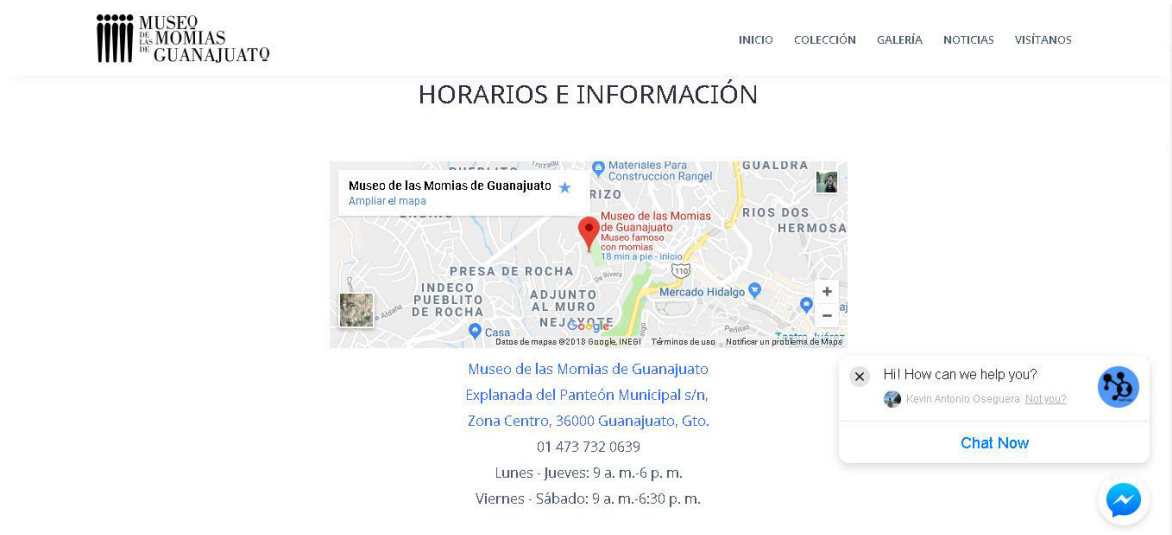 MUSEO
DE LAS MOMIAS
DE GUANAJUATO
INICIO COLECCIÓN GALERÍA NOTICIAS VISÍTANOS
HORARIOS E INFORMACIÓN
Museo de las Momias de Guanajuato
Ampliar el mapa
Materiales Para
Construccion Rangel
GUALDRA
RIZO
Museo de las Momias
de Guanajuato
Museo famoso
con momias
18 min a pie - inicio
RIOS DOS
HERMOSA
110
PRESA DE ROCHA
INDECO
PUEBLITO
DE ROCHA
ADJUNTO
AL MURO
NEJAYOTE
De Rivera
Mercado Hidalgo
+
−
Casa
Google
Datos de mapas ©2018 Google, INEGI Términos de uso Notificar un problema de Maps
Museo de las Momias de Guanajuato
Explanada del Panteón Municipal s/n,
Zona Centro, 36000 Guanajuato, Gto.
01 473 732 0639
Lunes - Jueves: 9 a. m.-6 p. m.
Viernes - Sábado: 9 a. m.-6:30 p. m.
Hi! How can we help you?
Kevin Antonio Oseguera Not you?
Chat Now